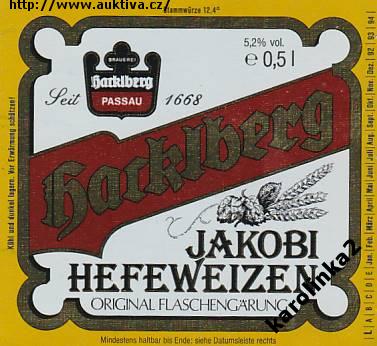 http://www.auktiva.cz/
Stammwürze 12,4°
BRAUEREI
Hacklberg
PASSAU
Seit 1668
5,2% vol.
e 0,5 l
Hacklberg
JAKOBI
HEFEWEIZEN
ORIGINAL FLASCHENGÄRUNG
Mindestens haltbar bis Ende: siehe Datumsleiste rechts
Kühl und dunkel lagern. Vor Erwärmung schützen!
L A B C D E Jan. Feb. März April Mai Juni Juli Aug. Sept. Okt. Nov. Dez. 92 93 94
karolinka2